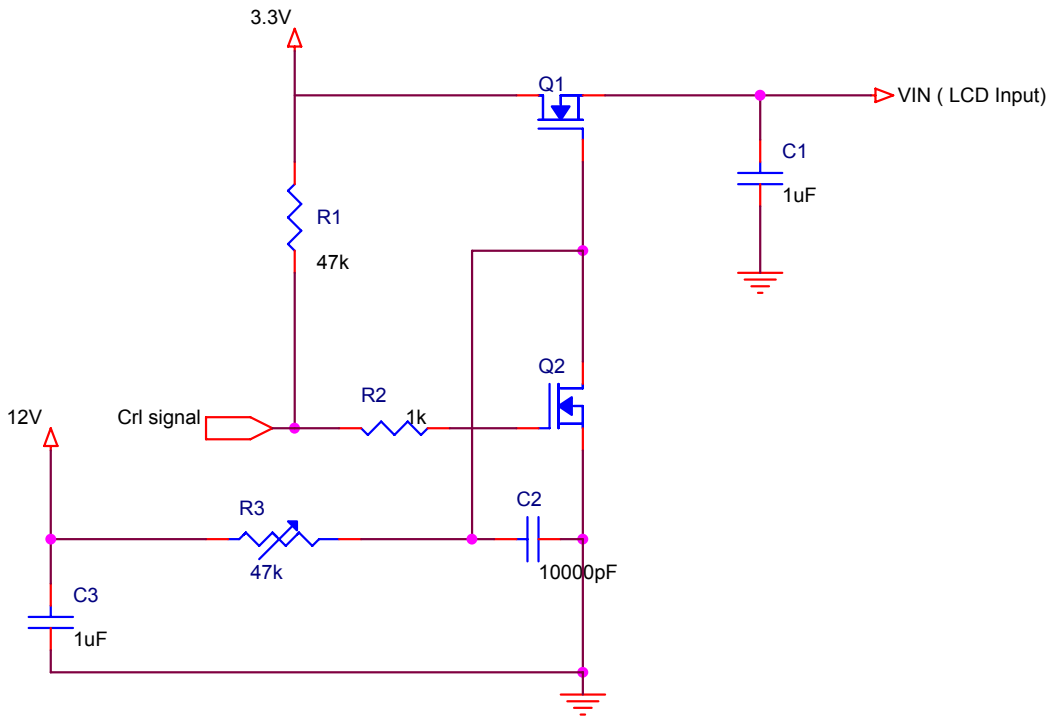 3.3V
Q1
VIN ( LCD Input)
C1
1uF
R1
47k
Q2
R2
1k
12V
Crl signal
C2
10000pF
R3
47k
C3
1uF